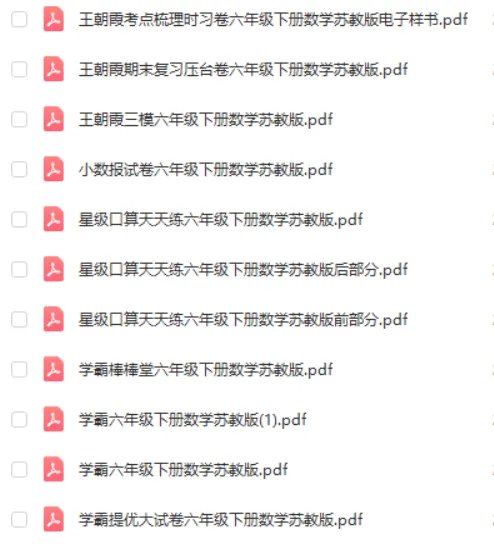 王朝霞考点梳理时习卷六年级下册数学苏教版电子样书.pdf
王朝霞期末复习压台卷六年级下册数学苏教版.pdf
王朝霞三模六年级下册数学苏教版.pdf
小数报试卷六年级下册数学苏教版.pdf
星级口算天天练六年级下册数学苏教版.pdf
星级口算天天练六年级下册数学苏教版后部分.pdf
星级口算天天练六年级下册数学苏教版前部分.pdf
学霸棒棒堂六年级下册数学苏教版.pdf
学霸六年级下册数学苏教版(1).pdf
学霸六年级下册数学苏教版.pdf
学霸提优大试卷六年级下册数学苏教版.pdf